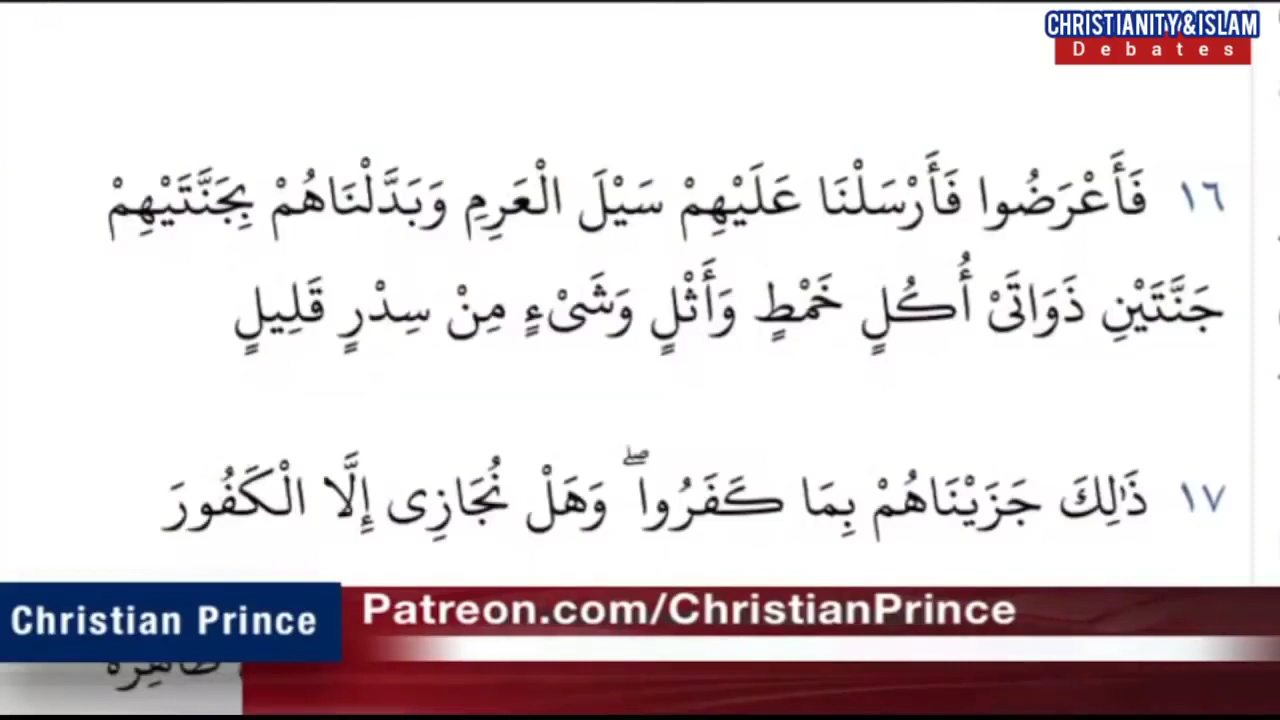 CHRISTIANITY & ISLAM
Debates
١٦ فَأَعْرَضُوا فَأَرْسَلْنَا عَلَيْهِمْ سَيْلَ الْعَرِمِ وَبَدَّلْنَاهُمْ بِجَنَّتَيْهِمْ
جَنَّتَيْنِ ذَوَاتَىْ أُكُلٍ خَمْطٍ وَأَثْلٍ وَشَىْءٍ مِنْ سِدْرٍ قَلِيلٍ
١٧ ذَٰلِكَ جَزَيْنَاهُمْ بِمَا كَفَرُوا ۖ وَهَلْ نُجَازِى إِلَّا الْكَفُورَ
Christian Prince
Patreon.com/ChristianPrince